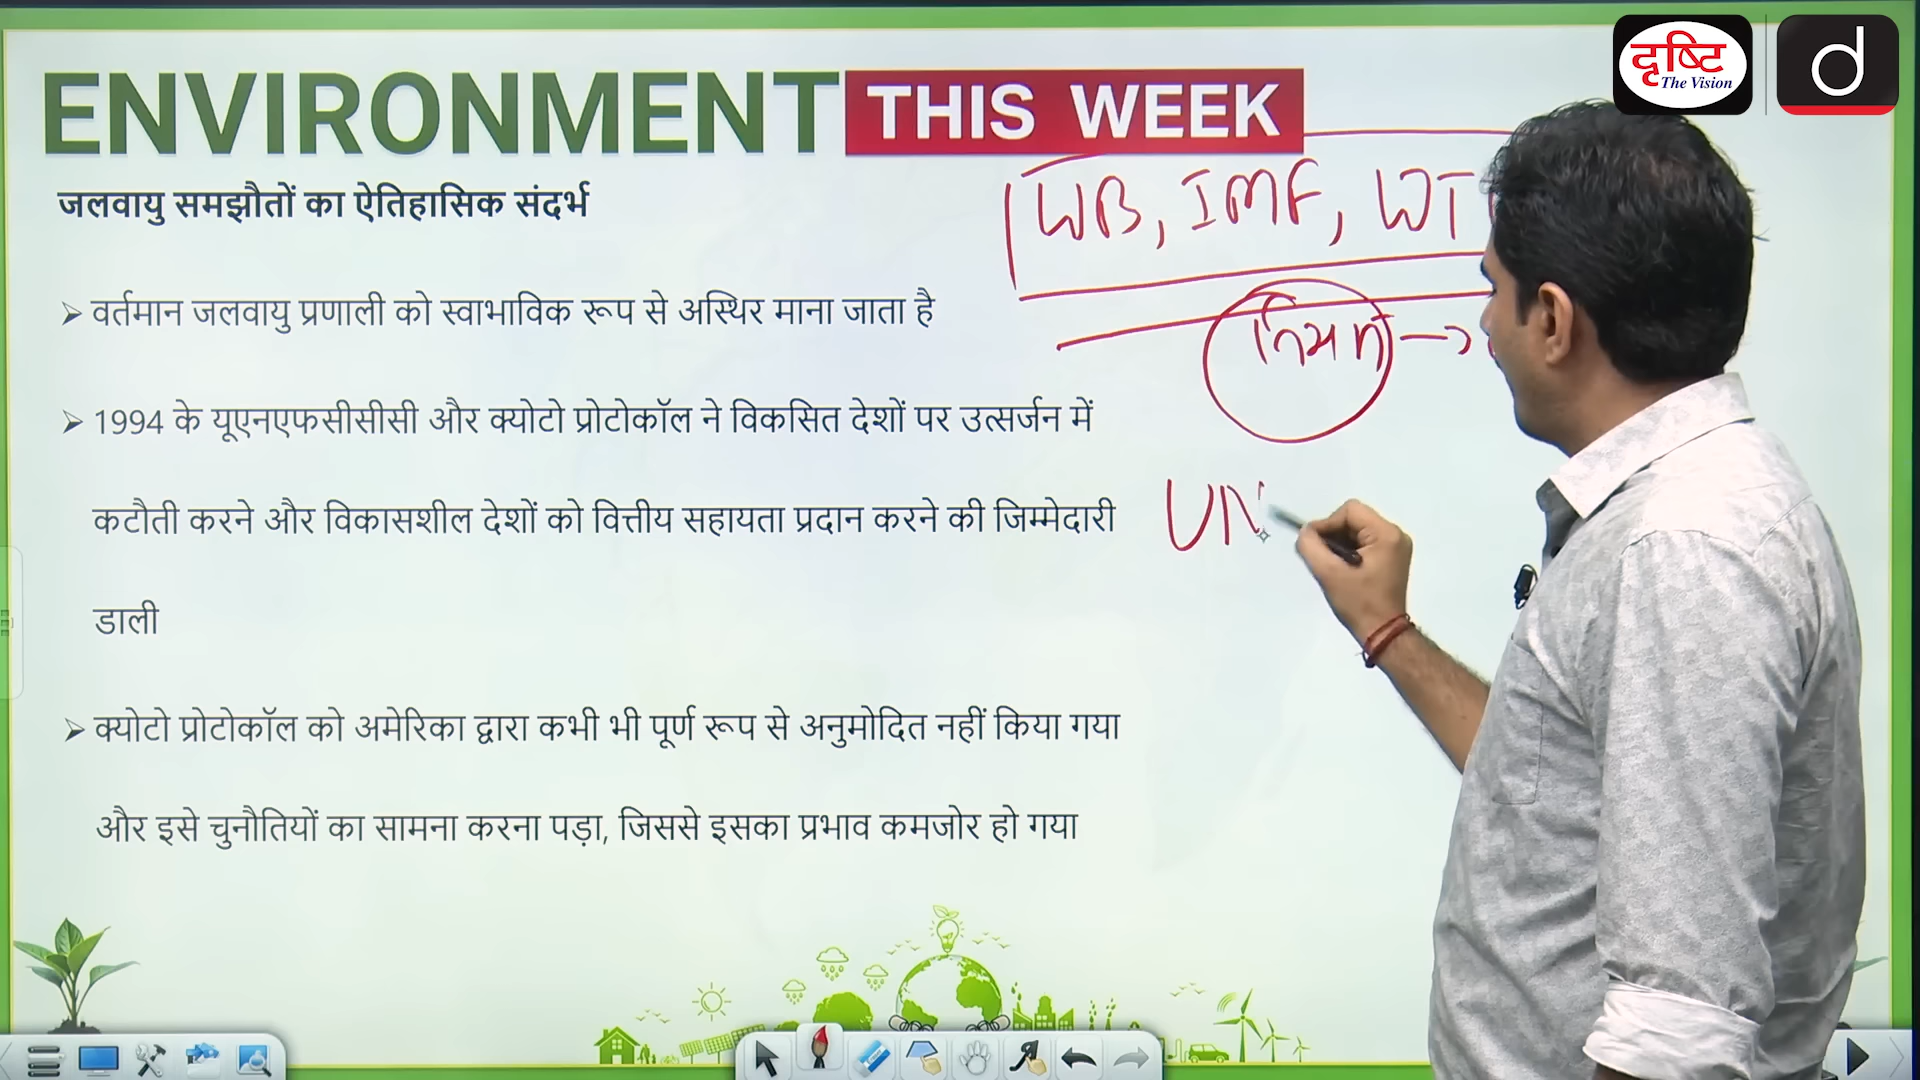 दृष्टि
The Vision
d
ENVIRONMENT THIS WEEK
जलवायु समझौतों का ऐतिहासिक संदर्भ
WB, IMF, WT
➢ वर्तमान जलवायु प्रणाली को स्वाभाविक रूप से अस्थिर माना जाता है
नियम →
➢ 1994 के यूएनएफसीसीसी और क्योटो प्रोटोकॉल ने विकसित देशों पर उत्सर्जन में
कटौती करने और विकासशील देशों को वित्तीय सहायता प्रदान करने की जिम्मेदारी
UN
डाली
➢ क्योटो प्रोटोकॉल को अमेरिका द्वारा कभी भी पूर्ण रूप से अनुमोदित नहीं किया गया
और इसे चुनौतियों का सामना करना पड़ा, जिससे इसका प्रभाव कमजोर हो गया